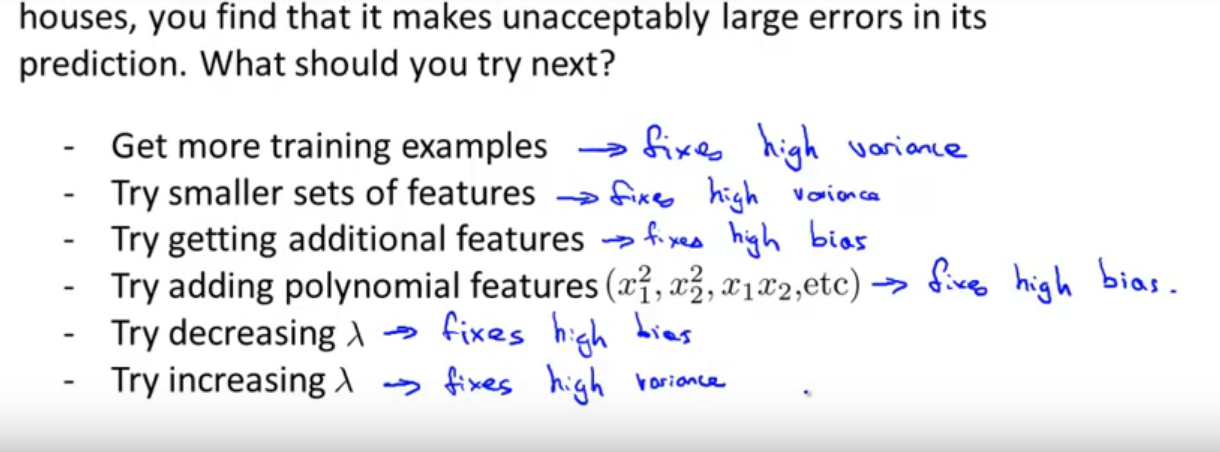 houses, you find that it makes unacceptably large errors in its
prediction. What should you try next?
- Get more training examples → fixes high variance
- Try smaller sets of features → fixes high variance
- Try getting additional features → fixes high bias
- Try adding polynomial features (x₁², x₂², x₁x₂,etc) → fixes high bias.
- Try decreasing λ → fixes high bias
- Try increasing λ → fixes high variance